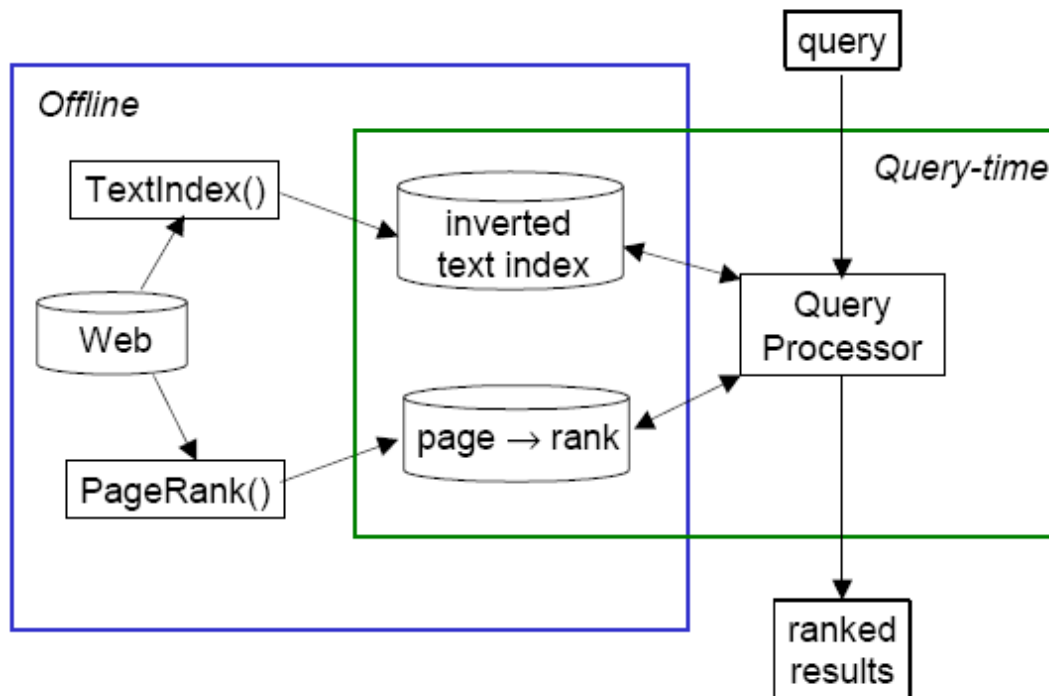 query
Offline
Query-time
TextIndex()
inverted
text index
Web
Query
Processor
page → rank
PageRank()
ranked
results